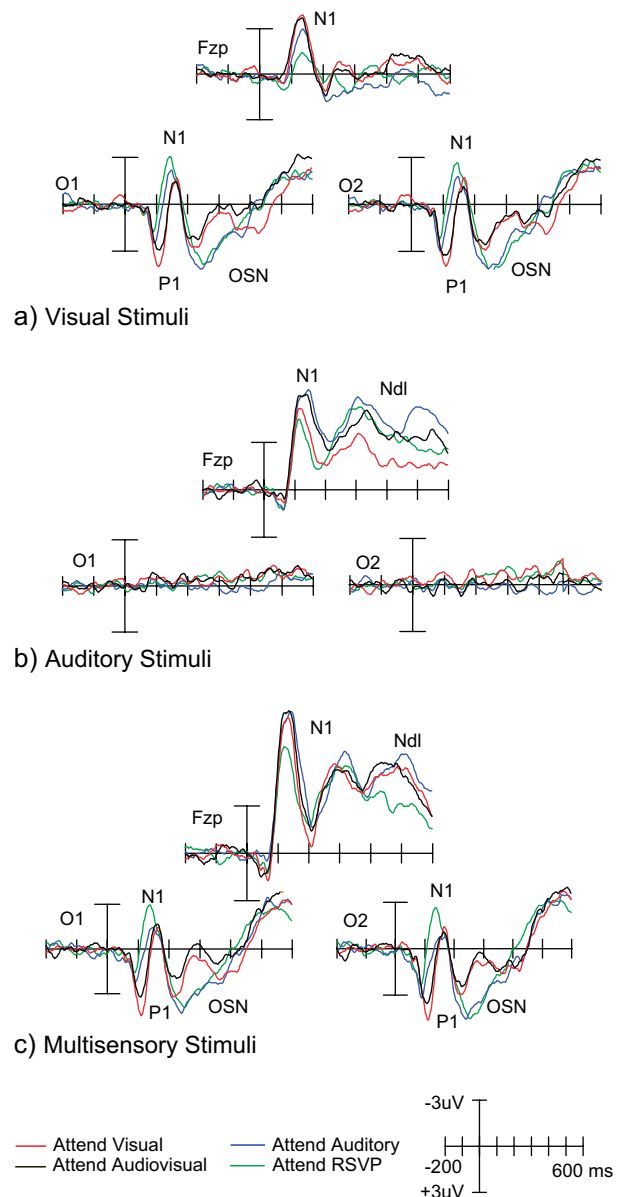 N1
Fzp
N1
N1
O1
O2
P1
OSN
P1
OSN
a) Visual Stimuli
N1
Ndl
Fzp
O1
O2
b) Auditory Stimuli
N1
Ndl
Fzp
N1
N1
O1
O2
P1
OSN
P1
OSN
c) Multisensory Stimuli
-3uV
Attend Visual
Attend Auditory
Attend Audiovisual
Attend RSVP
-200
600 ms
+3uV